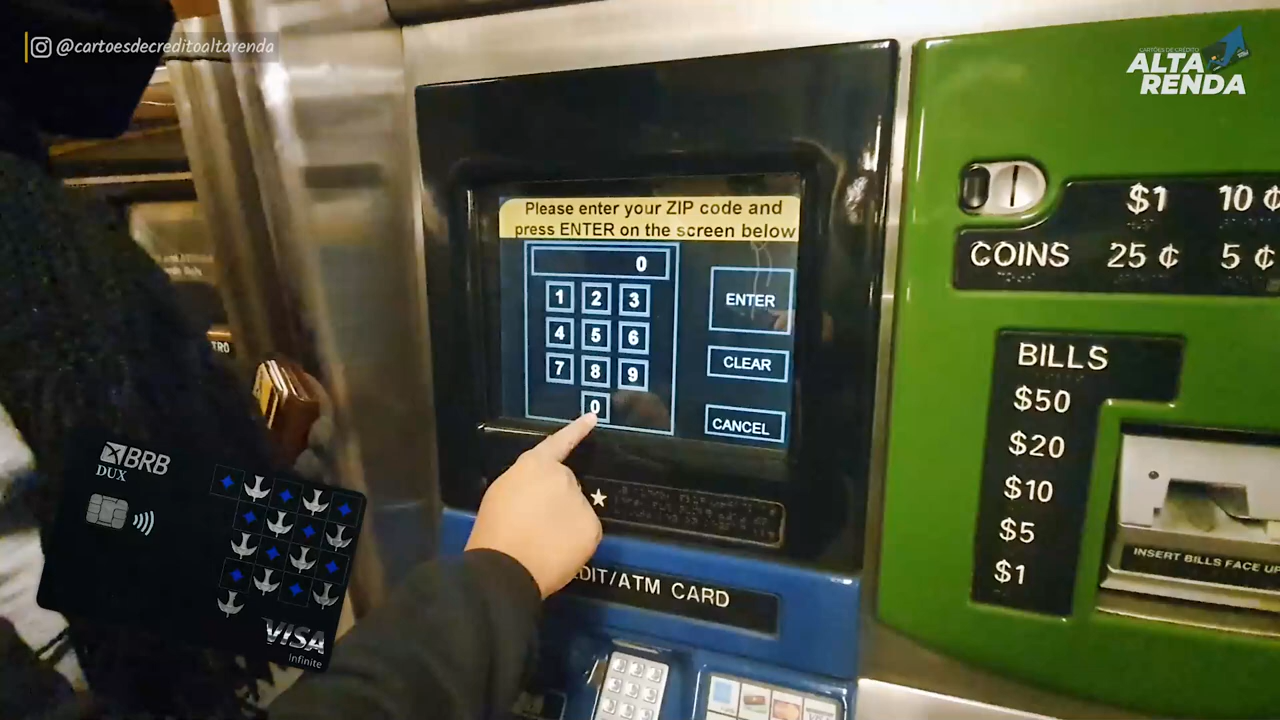 @cartoesdecreditoaltarenda
CARTÕES DE CRÉDITO
ALTA
RENDA
Please enter your ZIP code and
press ENTER on the screen below
0
1 2 3
4 5 6
7 8 9
0
ENTER
CLEAR
CANCEL
$1 10 ¢
COINS 25 ¢ 5 ¢
BILLS
$50
$20
$10
$5
$1
INSERT BILLS FACE UP
DIT/ATM CARD
BRB
DUX
VISA
Infinite